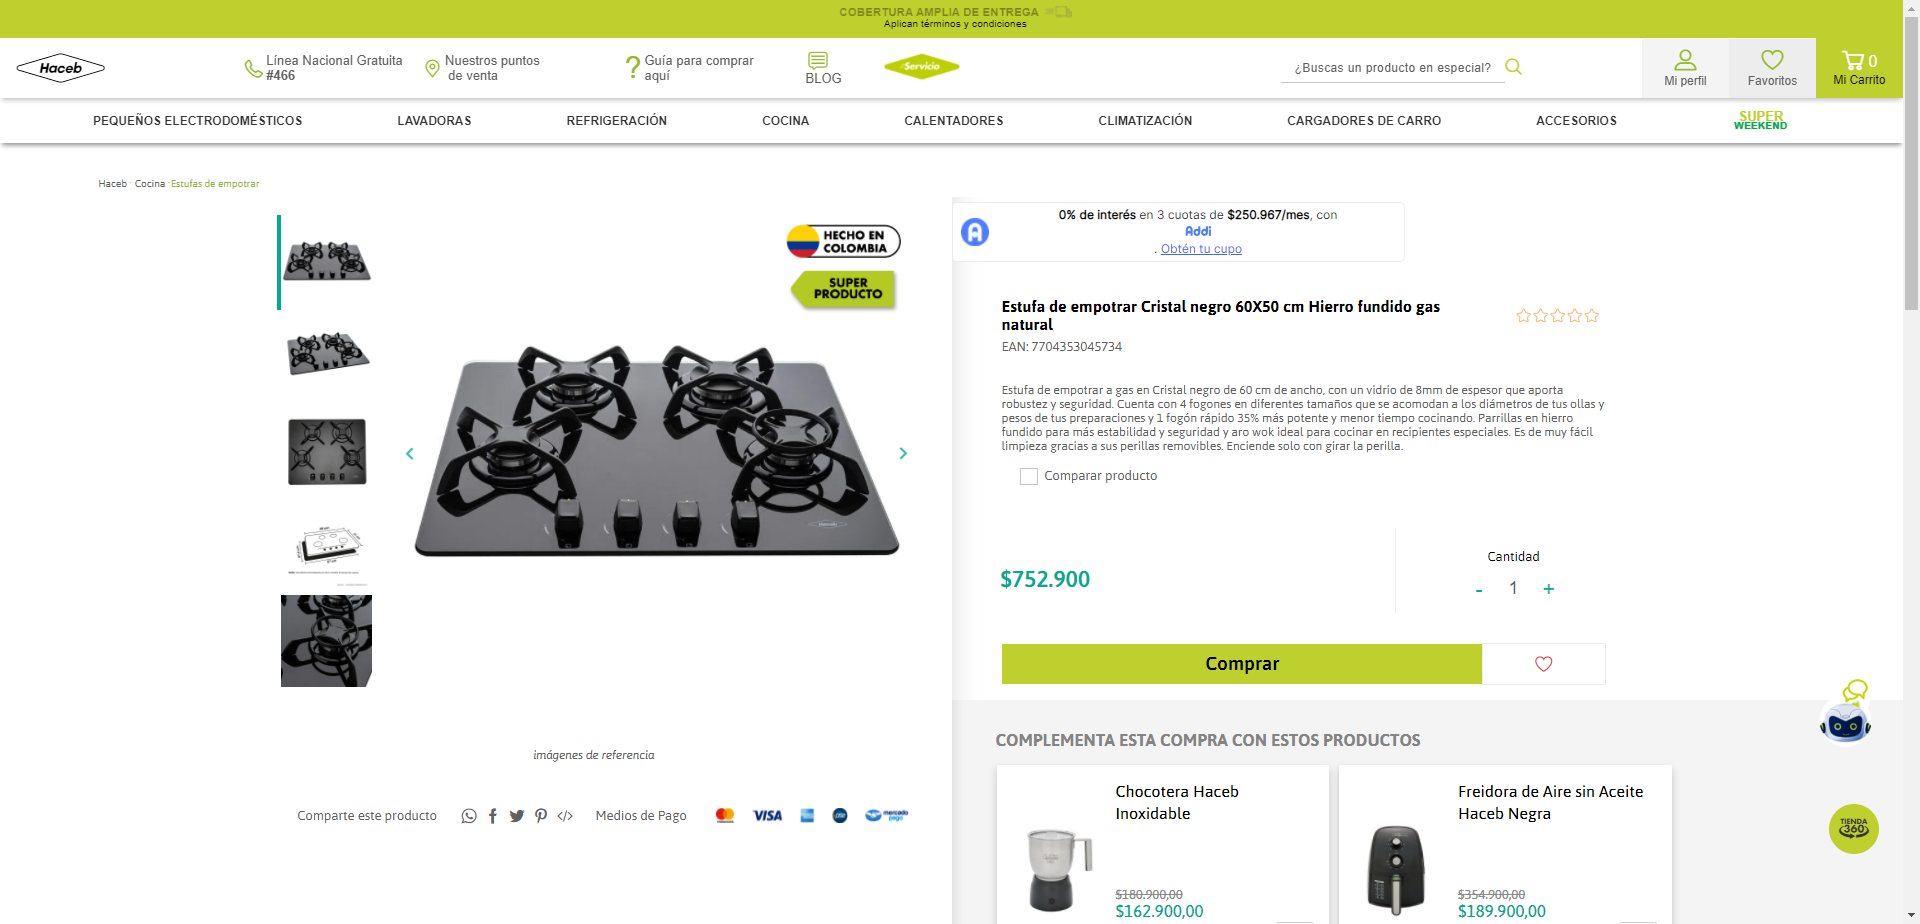 COBERTURA AMPLIA DE ENTREGA
Aplican términos y condiciones
Haceb
Línea Nacional Gratuita
#466
Nuestros puntos
de venta
Guía para comprar
aquí
BLOG
Servicio
¿Buscas un producto en especial?
Mi perfil
Favoritos
0
Mi Carrito
PEQUEÑOS ELECTRODOMÉSTICOS
LAVADORAS
REFRIGERACIÓN
COCINA
CALENTADORES
CLIMATIZACIÓN
CARGADORES DE CARRO
ACCESORIOS
SUPER
WEEKEND
Haceb · Cocina · Estufas de empotrar
HECHO EN
COLOMBIA
SUPER
PRODUCTO
0% de interés en 3 cuotas de $250.967/mes, con
Addi
. Obtén tu cupo
Estufa de empotrar Cristal negro 60X50 cm Hierro fundido gas
natural
EAN: 7704353045734
Estufa de empotrar a gas en Cristal negro de 60 cm de ancho, con un vidrio de 8mm de espesor que aporta
robustez y seguridad. Cuenta con 4 fogones en diferentes tamaños que se acomodan a los diámetros de tus ollas y
pesos de tus preparaciones y 1 fogón rápido 35% más potente y menor tiempo cocinando. Parrillas en hierro
fundido para más estabilidad y seguridad y aro wok ideal para cocinar en recipientes especiales. Es de muy fácil
limpieza gracias a sus perillas removibles. Enciende solo con girar la perilla.
Comparar producto
$752.900
Cantidad
- 1 +
Comprar
imágenes de referencia
Comparte este producto
Medios de Pago
VISA
mercado
pago
COMPLEMENTA ESTA COMPRA CON ESTOS PRODUCTOS
Chocotera Haceb
Inoxidable
$180.900,00
$162.900,00
Freidora de Aire sin Aceite
Haceb Negra
$354.900,00
$189.900,00
TIENDA
360